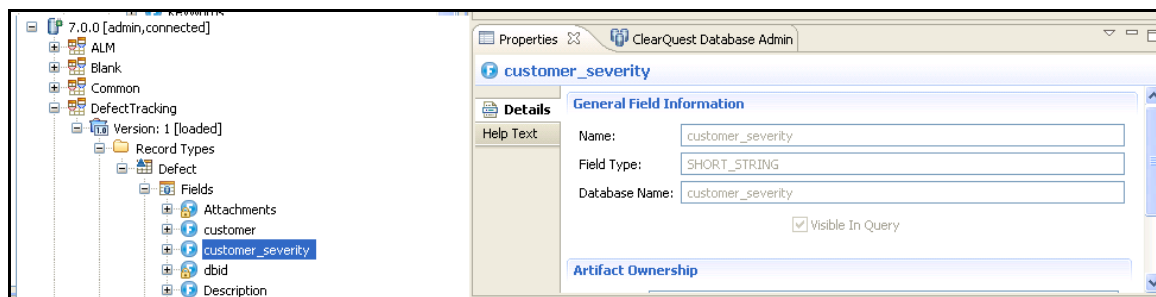 keywords
7.0.0 [admin,connected]
ALM
Blank
Common
DefectTracking
Version: 1 [loaded]
Record Types
Defect
Fields
Attachments
customer
customer_severity
dbid
Description
Properties
ClearQuest Database Admin
customer_severity
Details
Help Text
General Field Information
Name: customer_severity
Field Type: SHORT_STRING
Database Name: customer_severity
Visible In Query
Artifact Ownership